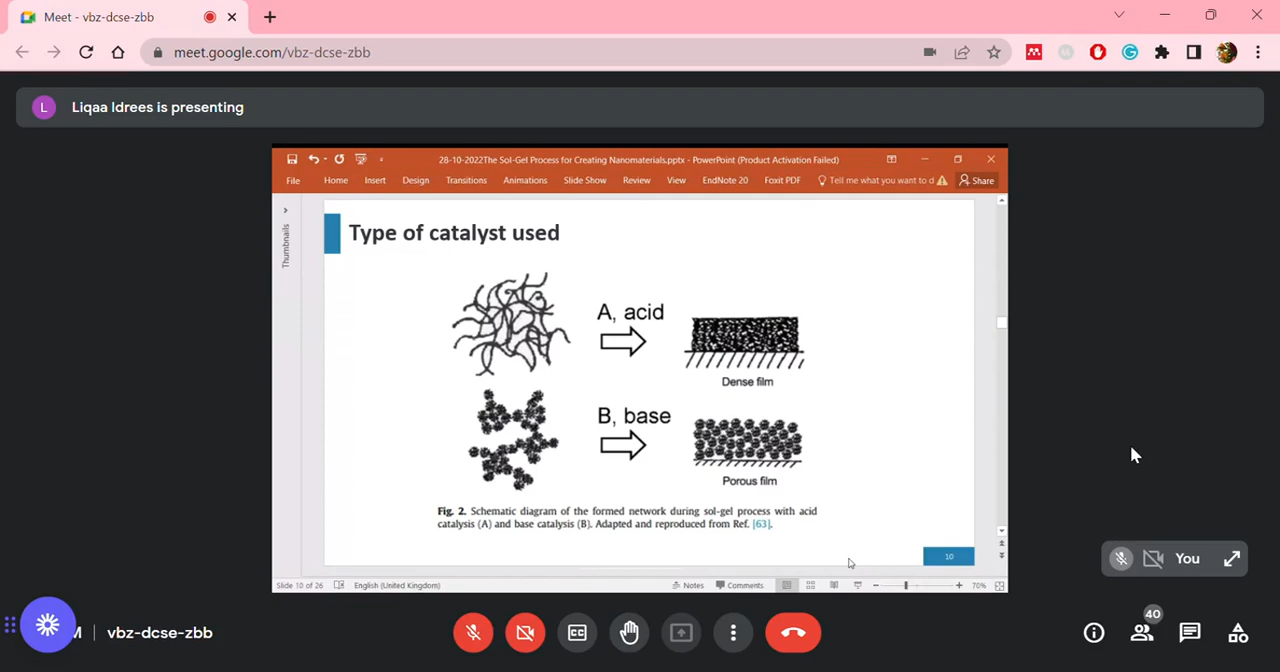 Meet - vbz-dcse-zbb
meet.google.com/vbz-dcse-zbb
L Liqaa Idrees is presenting
28-10-2022The Sol-Gel Process for Creating Nanomaterials.pptx - PowerPoint (Product Activation Failed)
File Home Insert Design Transitions Animations Slide Show Review View EndNote 20 Foxit PDF Tell me what you want to d Share
Thumbnails
Type of catalyst used
A, acid
Dense film
B, base
Porous film
Fig. 2. Schematic diagram of the formed network during sol-gel process with acid
catalysis (A) and base catalysis (B). Adapted and reproduced from Ref. [63].
10
Slide 10 of 26 English (United Kingdom) Notes Comments 70%
You
M | vbz-dcse-zbb
40